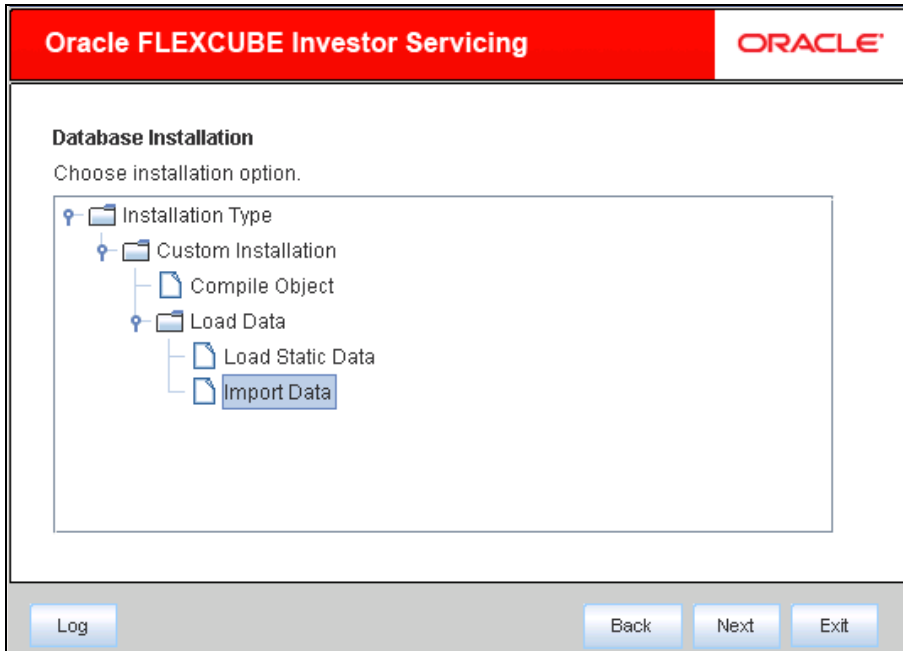 Oracle FLEXCUBE Investor Servicing
ORACLE®
Database Installation
Choose installation option.
Installation Type
Custom Installation
Compile Object
Load Data
Load Static Data
Import Data
Log
Back
Next
Exit